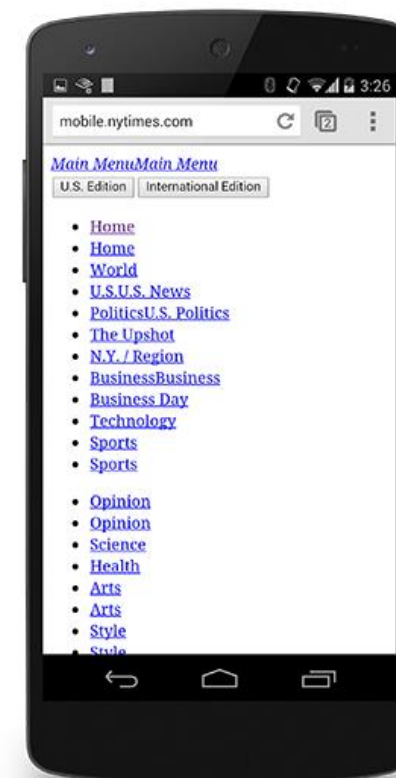 3:26
mobile.nytimes.com
2
Main MenuMain Menu
U.S. Edition
International Edition
Home
Home
World
U.S.U.S. News
PoliticsU.S. Politics
The Upshot
N.Y. / Region
BusinessBusiness
Business Day
Technology
Sports
Sports
Opinion
Opinion
Science
Health
Arts
Arts
Style
Style